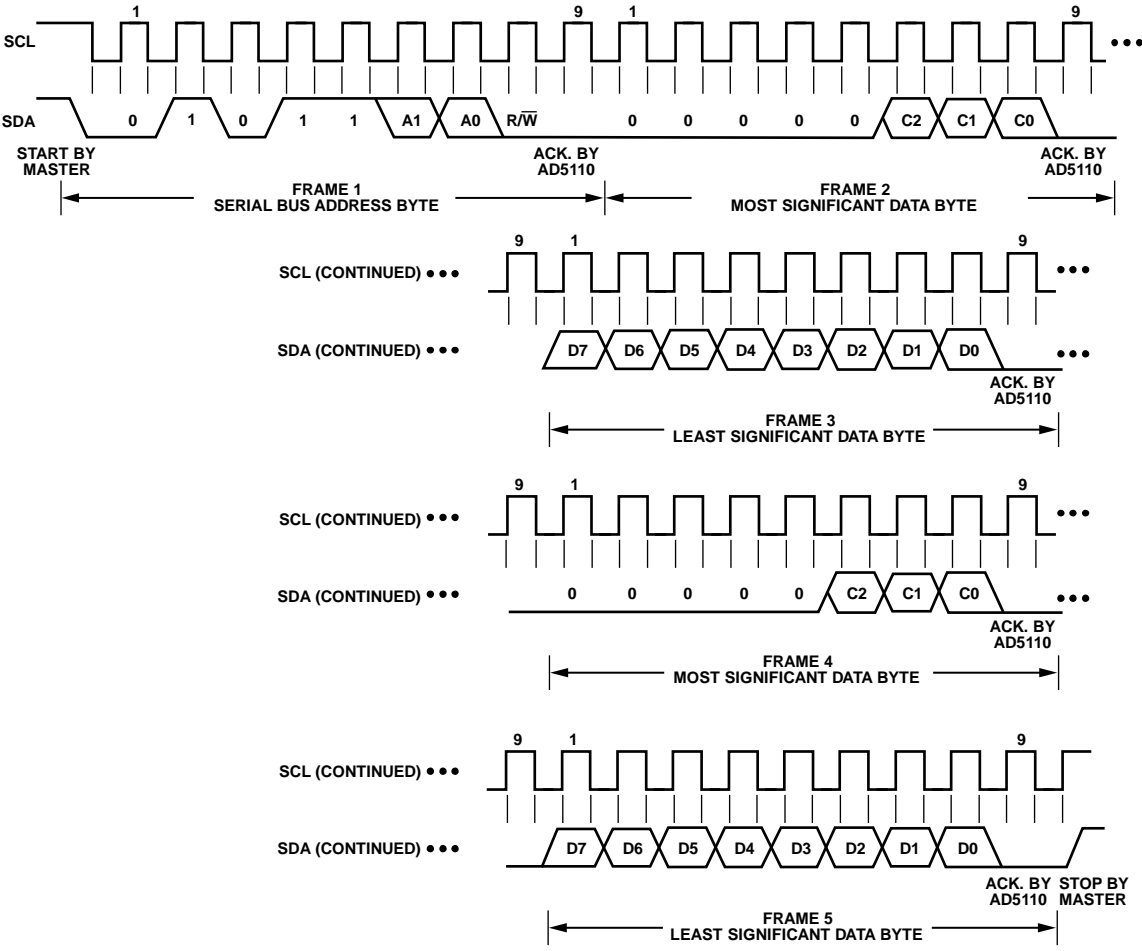 1 9 1 9
SCL •••
SDA 0 1 0 1 1 A1 A0 R/W̅ 0 0 0 0 0 C2 C1 C0
START BY MASTER
ACK. BY AD5110
ACK. BY AD5110
FRAME 1
SERIAL BUS ADDRESS BYTE
FRAME 2
MOST SIGNIFICANT DATA BYTE
9 1 9
SCL (CONTINUED) ••• •••
SDA (CONTINUED) ••• D7 D6 D5 D4 D3 D2 D1 D0 •••
ACK. BY
AD5110
FRAME 3
LEAST SIGNIFICANT DATA BYTE
9 1 9
SCL (CONTINUED) ••• •••
SDA (CONTINUED) ••• 0 0 0 0 0 C2 C1 C0 •••
ACK. BY
AD5110
FRAME 4
MOST SIGNIFICANT DATA BYTE
9 1 9
SCL (CONTINUED) •••
SDA (CONTINUED) ••• D7 D6 D5 D4 D3 D2 D1 D0
ACK. BY
AD5110
STOP BY
MASTER
FRAME 5
LEAST SIGNIFICANT DATA BYTE